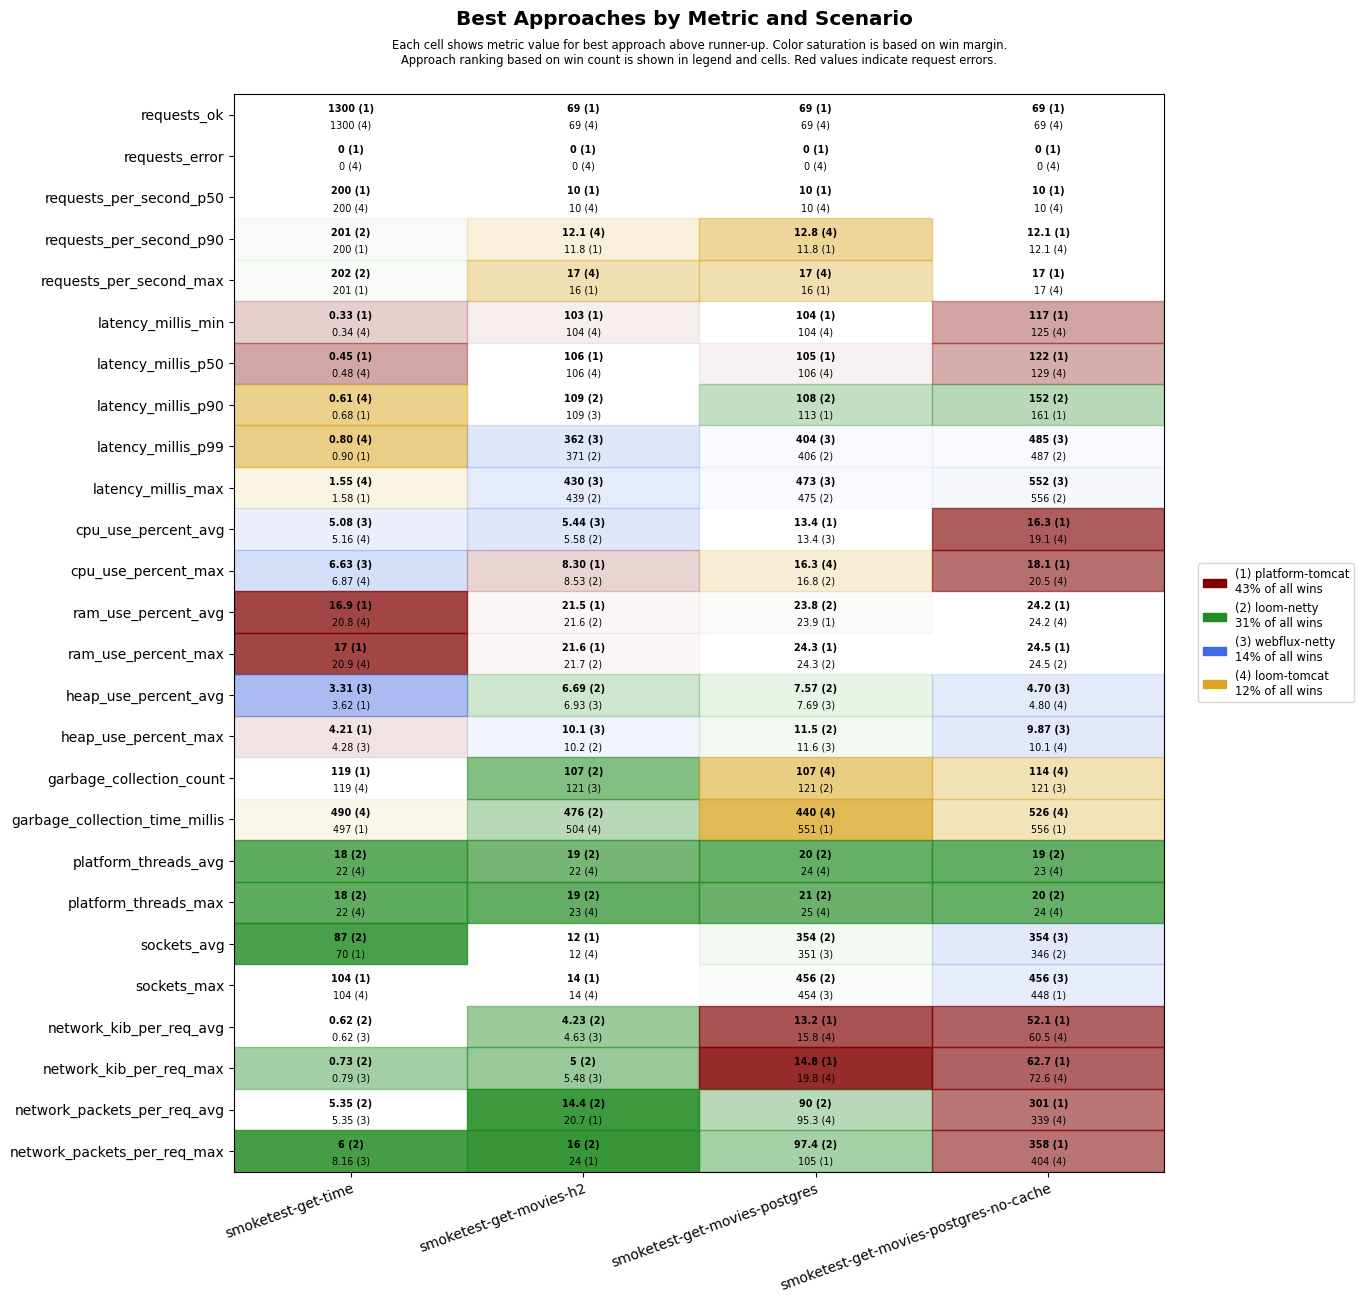 Best Approaches by Metric and Scenario
Each cell shows metric value for best approach above runner-up. Color saturation is based on win margin.
Approach ranking based on win count is shown in legend and cells. Red values indicate request errors.
requests_ok
1300 (1) 69 (1) 69 (1) 69 (1)
1300 (4) 69 (4) 69 (4) 69 (4)
requests_error
0 (1) 0 (1) 0 (1) 0 (1)
0 (4) 0 (4) 0 (4) 0 (4)
requests_per_second_p50
200 (1) 10 (1) 10 (1) 10 (1)
200 (4) 10 (4) 10 (4) 10 (4)
requests_per_second_p90
201 (2) 12.1 (4) 12.8 (4) 12.1 (1)
200 (1) 11.8 (1) 11.8 (1) 12.1 (4)
requests_per_second_max
202 (2) 17 (4) 17 (4) 17 (1)
201 (1) 16 (1) 16 (1) 17 (4)
latency_millis_min
0.33 (1) 103 (1) 104 (1) 117 (1)
0.34 (4) 104 (4) 104 (4) 125 (4)
latency_millis_p50
0.45 (1) 106 (1) 105 (1) 122 (1)
0.48 (4) 106 (4) 106 (4) 129 (4)
latency_millis_p90
0.61 (4) 109 (2) 108 (2) 152 (2)
0.68 (1) 109 (3) 113 (1) 161 (1)
latency_millis_p99
0.80 (4) 362 (3) 404 (3) 485 (3)
0.90 (1) 371 (2) 406 (2) 487 (2)
latency_millis_max
1.55 (4) 430 (3) 473 (3) 552 (3)
1.58 (1) 439 (2) 475 (2) 556 (2)
cpu_use_percent_avg
5.08 (3) 5.44 (3) 13.4 (1) 16.3 (1)
5.16 (4) 5.58 (2) 13.4 (3) 19.1 (4)
cpu_use_percent_max
6.63 (3) 8.30 (1) 16.3 (4) 18.1 (1)
6.87 (4) 8.53 (2) 16.8 (2) 20.5 (4)
ram_use_percent_avg
16.9 (1) 21.5 (1) 23.8 (2) 24.2 (1)
20.8 (4) 21.6 (2) 23.9 (1) 24.2 (4)
ram_use_percent_max
17 (1) 21.6 (1) 24.3 (1) 24.5 (1)
20.9 (4) 21.7 (2) 24.3 (2) 24.5 (2)
heap_use_percent_avg
3.31 (3) 6.69 (2) 7.57 (2) 4.70 (3)
3.62 (1) 6.93 (3) 7.69 (3) 4.80 (4)
heap_use_percent_max
4.21 (1) 10.1 (3) 11.5 (2) 9.87 (3)
4.28 (3) 10.2 (2) 11.6 (3) 10.1 (4)
garbage_collection_count
119 (1) 107 (2) 107 (4) 114 (4)
119 (4) 121 (3) 121 (2) 121 (3)
garbage_collection_time_millis
490 (4) 476 (2) 440 (4) 526 (4)
497 (1) 504 (4) 551 (1) 556 (1)
platform_threads_avg
18 (2) 19 (2) 20 (2) 19 (2)
22 (4) 22 (4) 24 (4) 23 (4)
platform_threads_max
18 (2) 19 (2) 21 (2) 20 (2)
22 (4) 23 (4) 25 (4) 24 (4)
sockets_avg
87 (2) 12 (1) 354 (2) 354 (3)
70 (1) 12 (4) 351 (3) 346 (2)
sockets_max
104 (1) 14 (1) 456 (2) 456 (3)
104 (4) 14 (4) 454 (3) 448 (1)
network_kib_per_req_avg
0.62 (2) 4.23 (2) 13.2 (1) 52.1 (1)
0.62 (3) 4.63 (3) 15.8 (4) 60.5 (4)
network_kib_per_req_max
0.73 (2) 5 (2) 14.8 (1) 62.7 (1)
0.79 (3) 5.48 (3) 19.8 (4) 72.6 (4)
network_packets_per_req_avg
5.35 (2) 14.4 (2) 90 (2) 301 (1)
5.35 (3) 20.7 (1) 95.3 (4) 339 (4)
network_packets_per_req_max
6 (2) 16 (2) 97.4 (2) 358 (1)
8.16 (3) 24 (1) 105 (1) 404 (4)
smoketest-get-time
smoketest-get-movies-h2
smoketest-get-movies-postgres
smoketest-get-movies-postgres-no-cache
(1) platform-tomcat
43% of all wins
(2) loom-netty
31% of all wins
(3) webflux-netty
14% of all wins
(4) loom-tomcat
12% of all wins